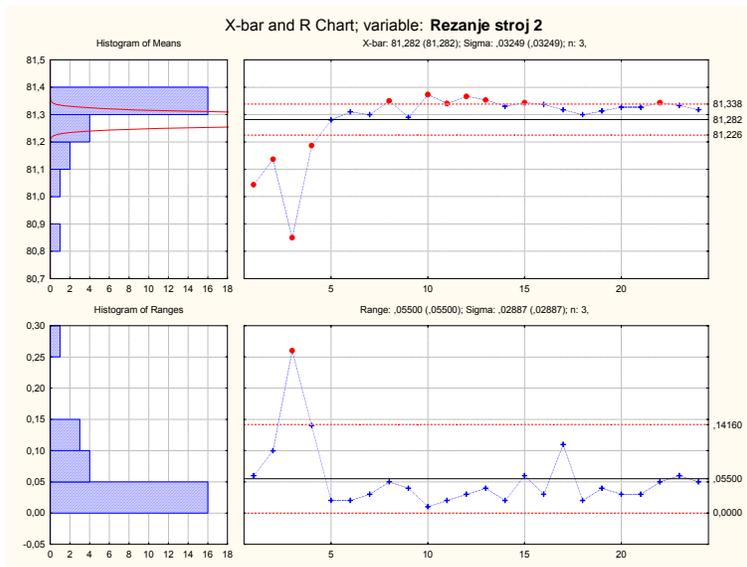 X-bar and R Chart; variable: Rezanje stroj 2
Histogram of Means
X-bar: 81,282 (81,282); Sigma: ,03249 (,03249); n: 3,
81,5
81,4
81,3
81,2
81,1
81,0
80,9
80,8
80,7
0 2 4 6 8 10 12 14 16 18
81,338
81,282
81,226
5 10 15 20
Histogram of Ranges
Range: ,05500 (,05500); Sigma: ,02887 (,02887); n: 3,
0,30
0,25
0,20
0,15
0,10
0,05
0,00
-0,05
0 2 4 6 8 10 12 14 16 18
,14160
,05500
0,0000
5 10 15 20